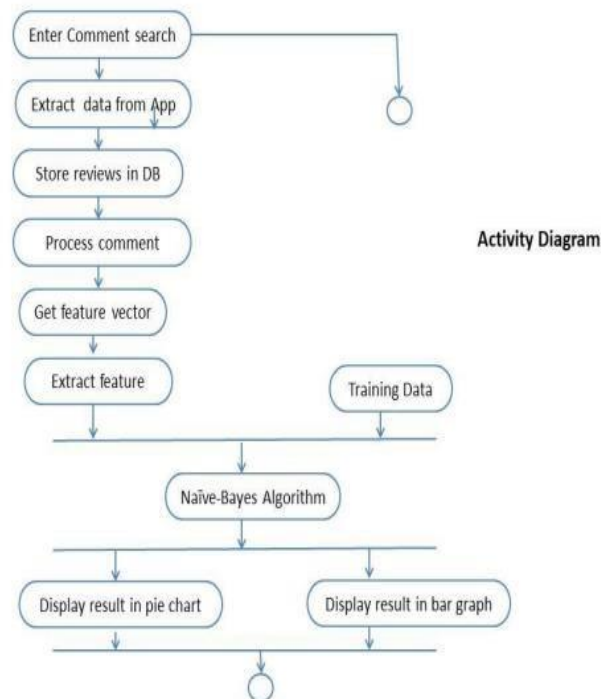 Enter Comment search
Extract data from App
Store reviews in DB
Process comment
Activity Diagram
Get feature vector
Extract feature
Training Data
Naïve-Bayes Algorithm
Display result in pie chart
Display result in bar graph